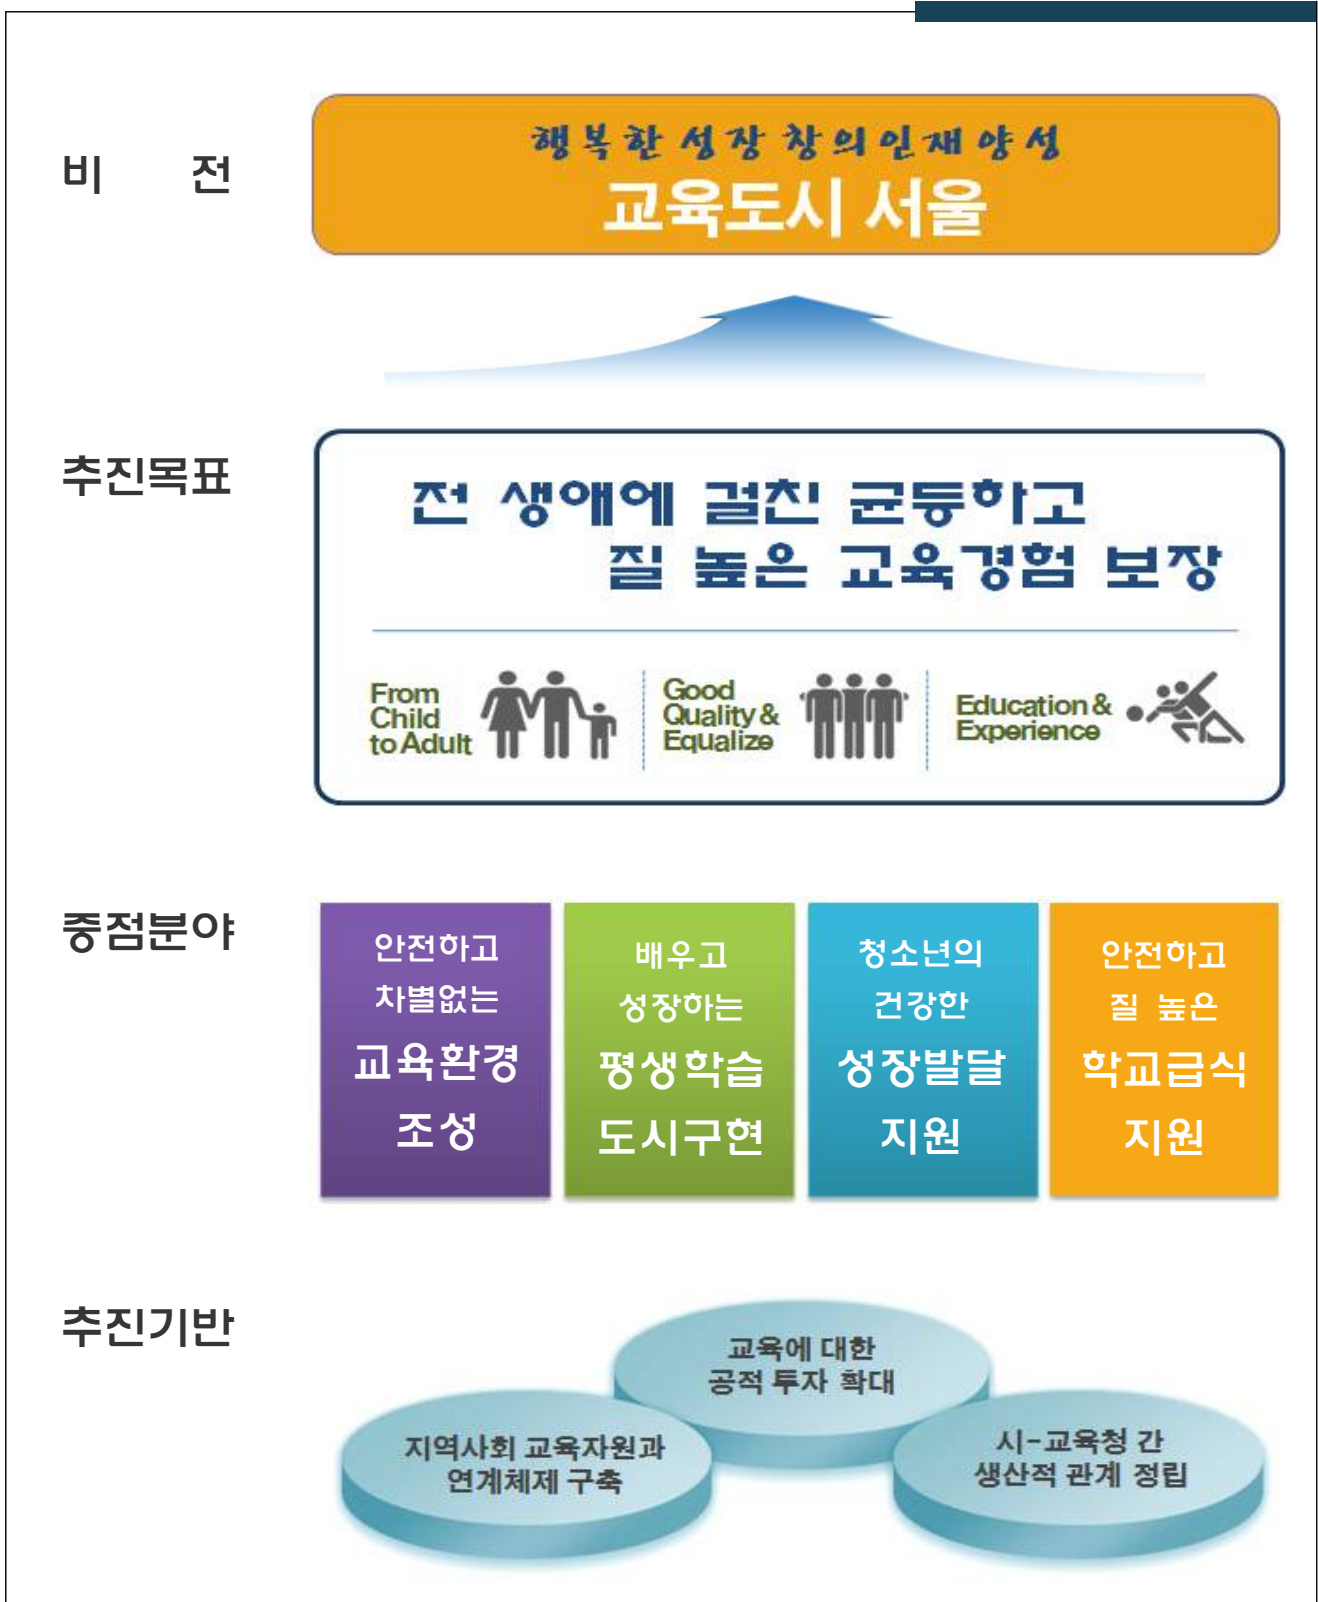 비 전
행복한 성장 창의인재양성
교육도시 서울
추진목표
전 생애에 걸친 균등하고
질 높은 교육경험 보장
From
Child
to Adult
Good
Quality &
Equalize
Education &
Experience
중점분야
안전하고
차별없는
교육환경
조성
배우고
성장하는
평생학습
도시구현
청소년의
건강한
성장발달
지원
안전하고
질 높은
학교급식
지원
추진기반
교육에 대한
공적 투자 확대
지역사회 교육자원과
연계체제 구축
시-교육청 간
생산적 관계 정립